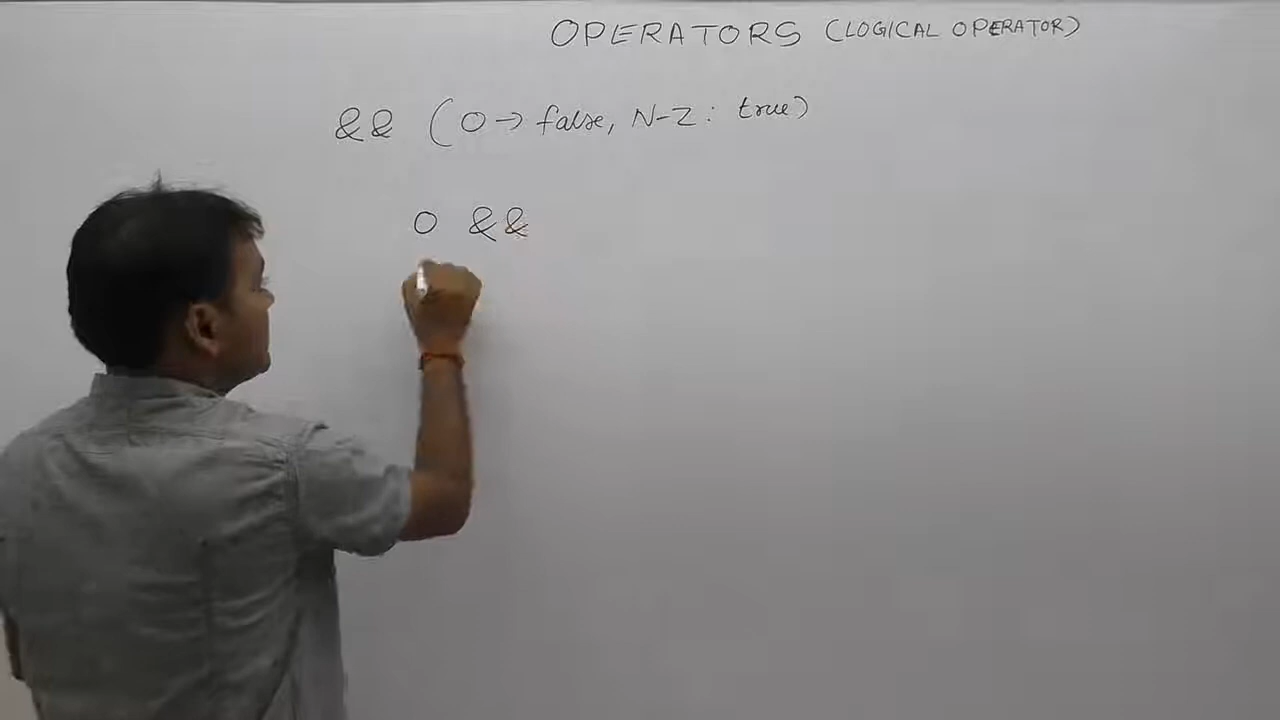 OPERATORS (LOGICAL OPERATOR)
&& (0 → false, N-Z : true)
0 &&